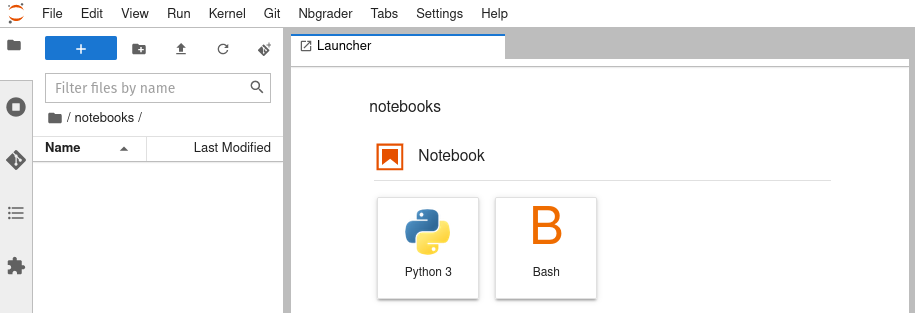 File Edit View Run Kernel Git Nbgrader Tabs Settings Help
Launcher
Filter files by name
/ notebooks /
Name Last Modified
notebooks
Notebook
B
Python 3 Bash